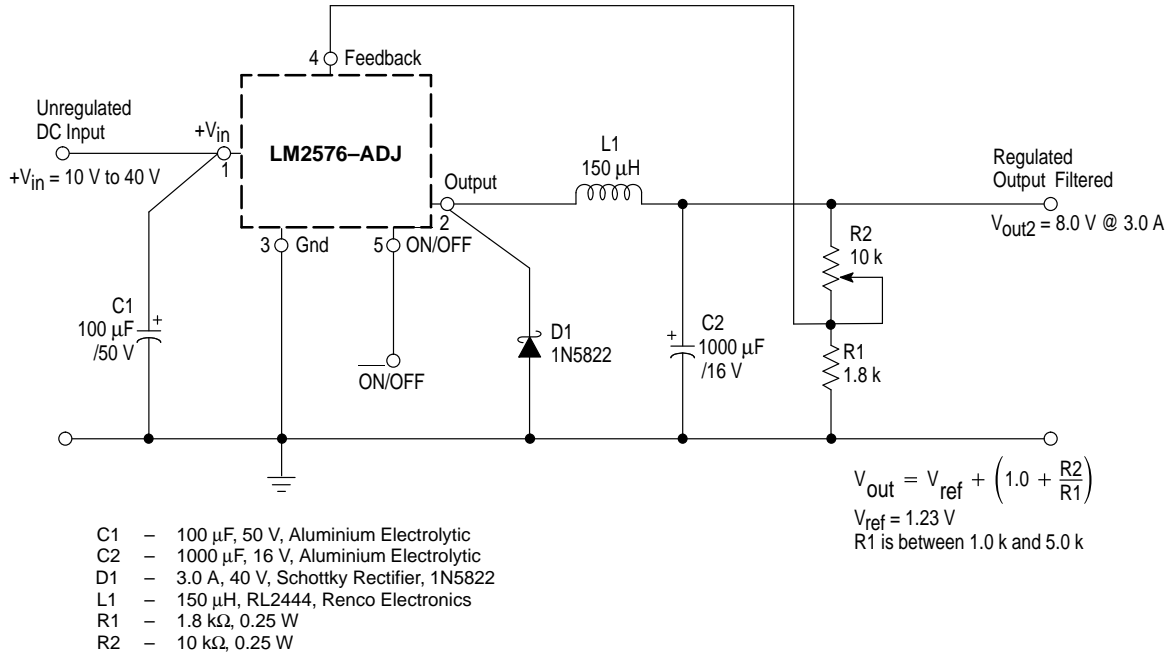 4 Feedback
Unregulated
DC Input
+Vin
1
+Vin = 10 V to 40 V
LM2576–ADJ
L1
150 μH
Output
2
Regulated
Output Filtered
Vout2 = 8.0 V @ 3.0 A
3 Gnd
5 ON/OFF
R2
10 k
C1
100 μF
/50 V
+
ON/OFF
D1
1N5822
+
C2
1000 μF
/16 V
R1
1.8 k
Vout = Vref + (1.0 + R2/R1)
Vref = 1.23 V
R1 is between 1.0 k and 5.0 k
C1 – 100 μF, 50 V, Aluminium Electrolytic
C2 – 1000 μF, 16 V, Aluminium Electrolytic
D1 – 3.0 A, 40 V, Schottky Rectifier, 1N5822
L1 – 150 μH, RL2444, Renco Electronics
R1 – 1.8 kΩ, 0.25 W
R2 – 10 kΩ, 0.25 W